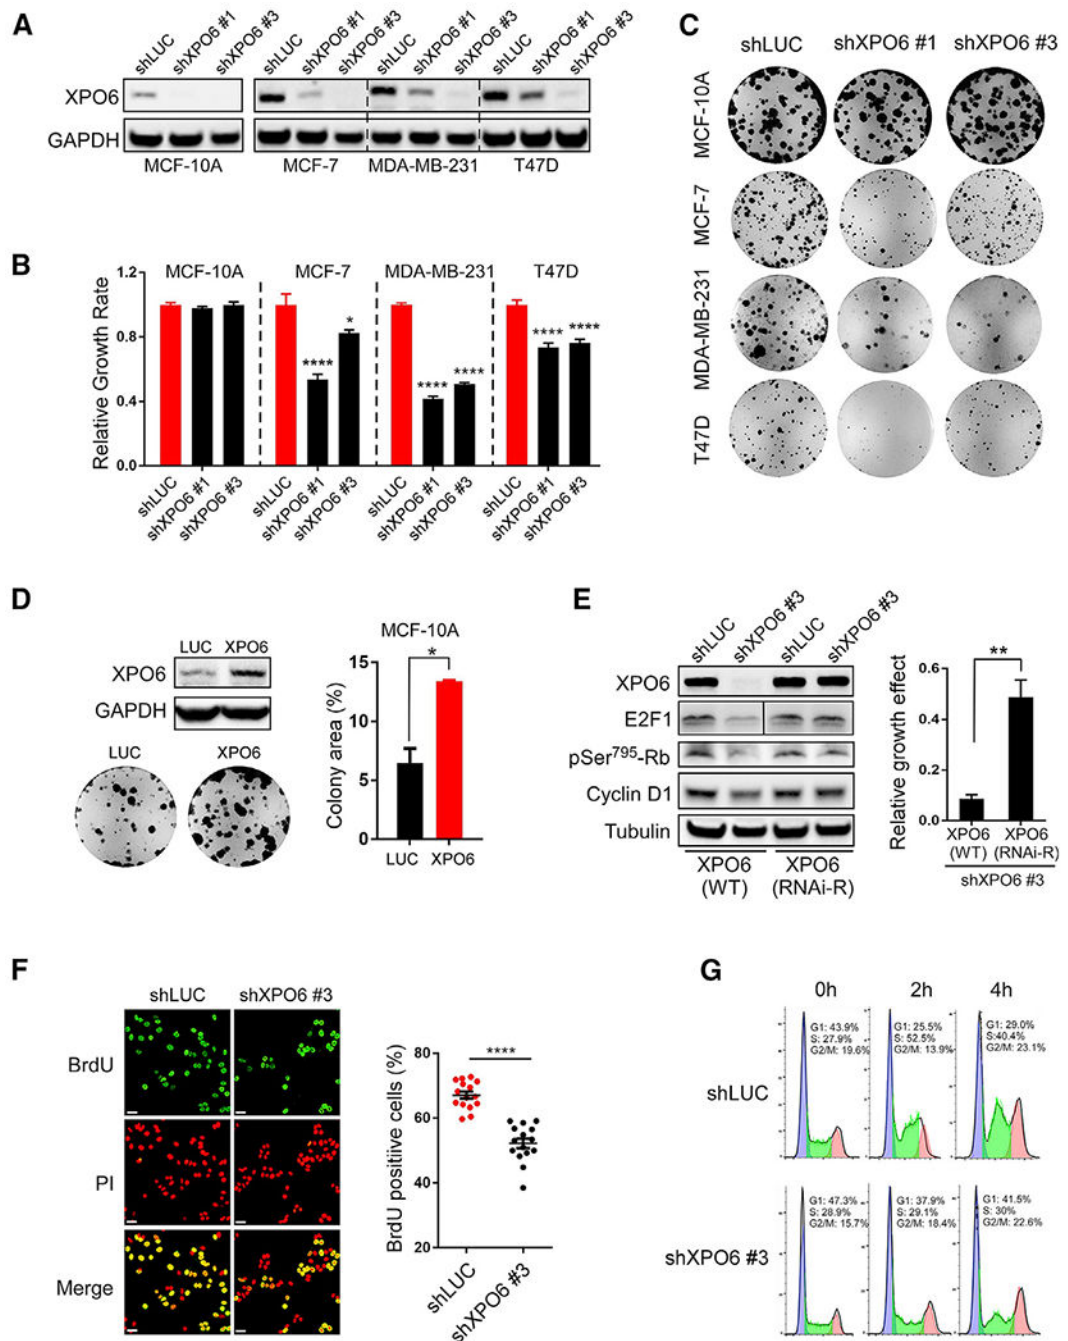 A
shLUC shXPO6 #1 shXPO6 #3 shLUC shXPO6 #1 shXPO6 #3 shLUC shXPO6 #1 shXPO6 #3 shLUC shXPO6 #1 shXPO6 #3
XPO6
GAPDH
MCF-10A MCF-7 MDA-MB-231 T47D
B
Relative Growth Rate
1.2
0.8
0.4
0.0
MCF-10A MCF-7 MDA-MB-231 T47D
**** * **** **** **** ****
shLUC shXPO6 #1 shXPO6 #3 shLUC shXPO6 #1 shXPO6 #3 shLUC shXPO6 #1 shXPO6 #3 shLUC shXPO6 #1 shXPO6 #3
C
shLUC shXPO6 #1 shXPO6 #3
MCF-10A
MCF-7
MDA-MB-231
T47D
D
LUC XPO6
XPO6
GAPDH
LUC XPO6
MCF-10A
*
Colony area (%)
15
10
5
0
LUC XPO6
E
shLUC shXPO6 #3 shLUC shXPO6 #3
XPO6
E2F1
pSer795-Rb
Cyclin D1
Tubulin
XPO6 XPO6
(WT) (RNAi-R)
Relative growth effect
0.6
0.4
0.2
0.0
**
XPO6 XPO6
(WT) (RNAi-R)
shXPO6 #3
F
shLUC shXPO6 #3
BrdU
PI
Merge
BrdU positiive cells (%)
80
60
40
20
****
shLUC shXPO6 #3
G
0h 2h 4h
shLUC
G1: 43.9%
S: 27.9%
G2/M: 19.6%
G1: 25.5%
S: 52.5%
G2/M: 13.9%
G1: 29.0%
S:40.4%
G2/M: 23.1%
shXPO6 #3
G1: 47.3%
S: 28.9%
G2/M: 15.7%
G1: 37.9%
S: 29.1%
G2/M: 18.4%
G1: 41.5%
S: 30%
G2/M: 22.6%